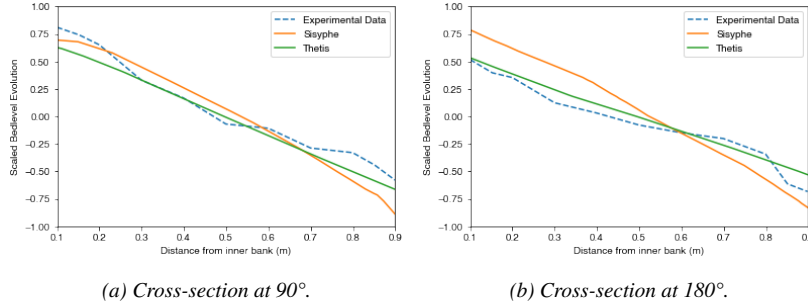 1.00
0.75
0.50
0.25
0.00
−0.25
−0.50
−0.75
−1.00
Scaled Bedlevel Evolution
Experimental Data
Sisyphe
Thetis
0.1 0.2 0.3 0.4 0.5 0.6 0.7 0.8 0.9
Distance from inner bank (m)
(a) Cross-section at 90°.
1.00
0.75
0.50
0.25
0.00
−0.25
−0.50
−0.75
−1.00
Scaled Bedlevel Evolution
Experimental Data
Sisyphe
Thetis
0.1 0.2 0.3 0.4 0.5 0.6 0.7 0.8 0.9
Distance from inner bank (m)
(b) Cross-section at 180°.